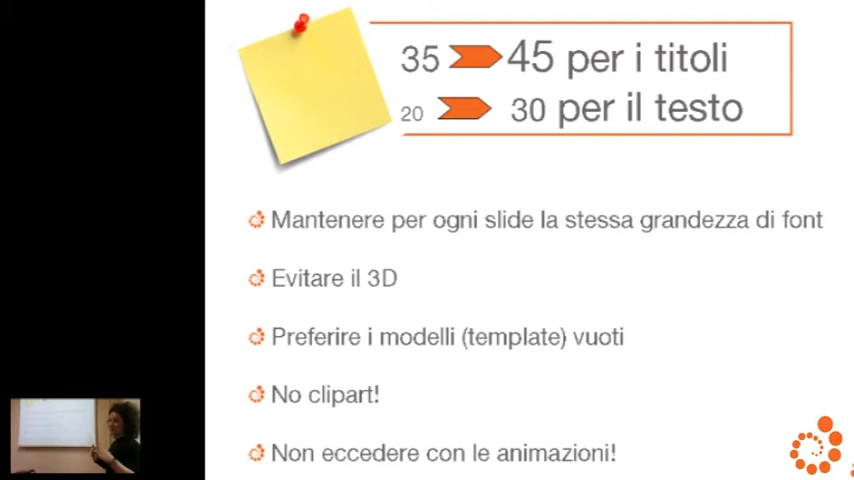 35 45 per i titoli
20 30 per il testo
Mantenere per ogni slide la stessa grandezza di font
Evitare il 3D
Preferire i modelli (template) vuoti
No clipart!
Non eccedere con le animazioni!